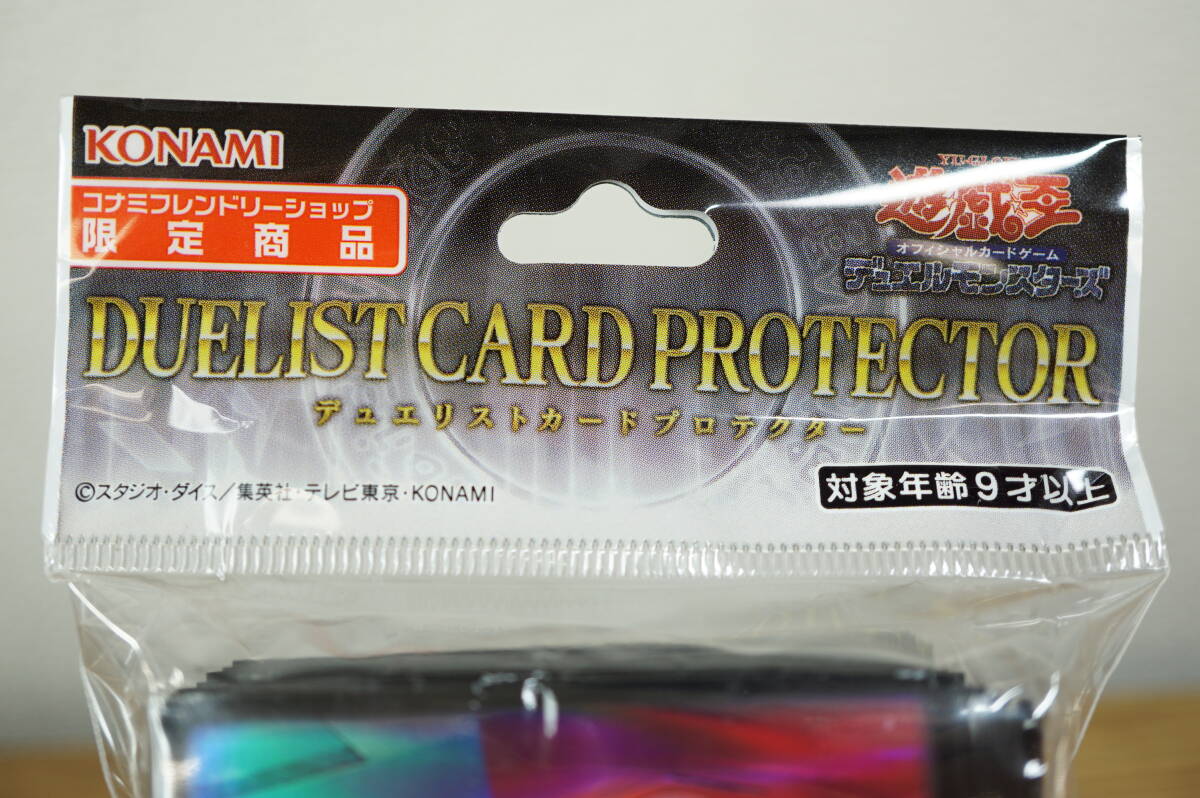 KONAMI
コナミフレンドリーショップ
限定商品
遊戯王
オフィシャルカードゲーム
デュエルモンスターズ
DUELIST CARD PROTECTOR
デュエリストカードプロテクター
©スタジオ・ダイス/集英社・テレビ東京・KONAMI
対象年齢9才以上